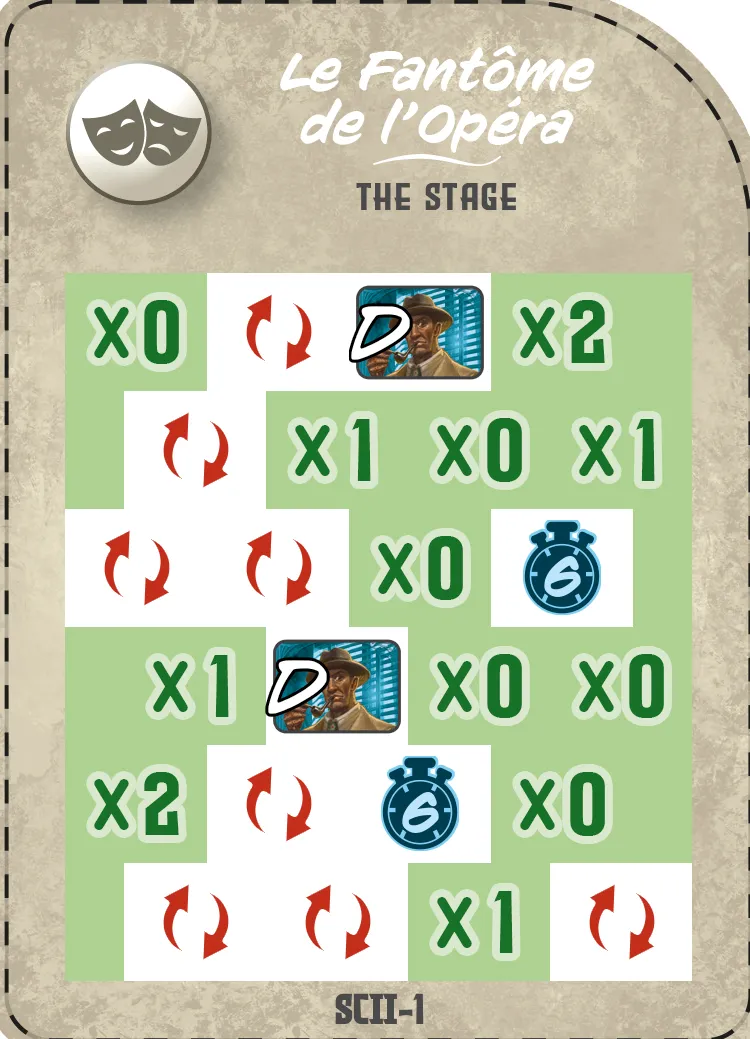 Le Fantôme
de l'Opéra
THE STAGE
X0 D X2
X1 X0 X1
X0 6
X1 D X0 X0
X2 6 X0
X1
SCII-1